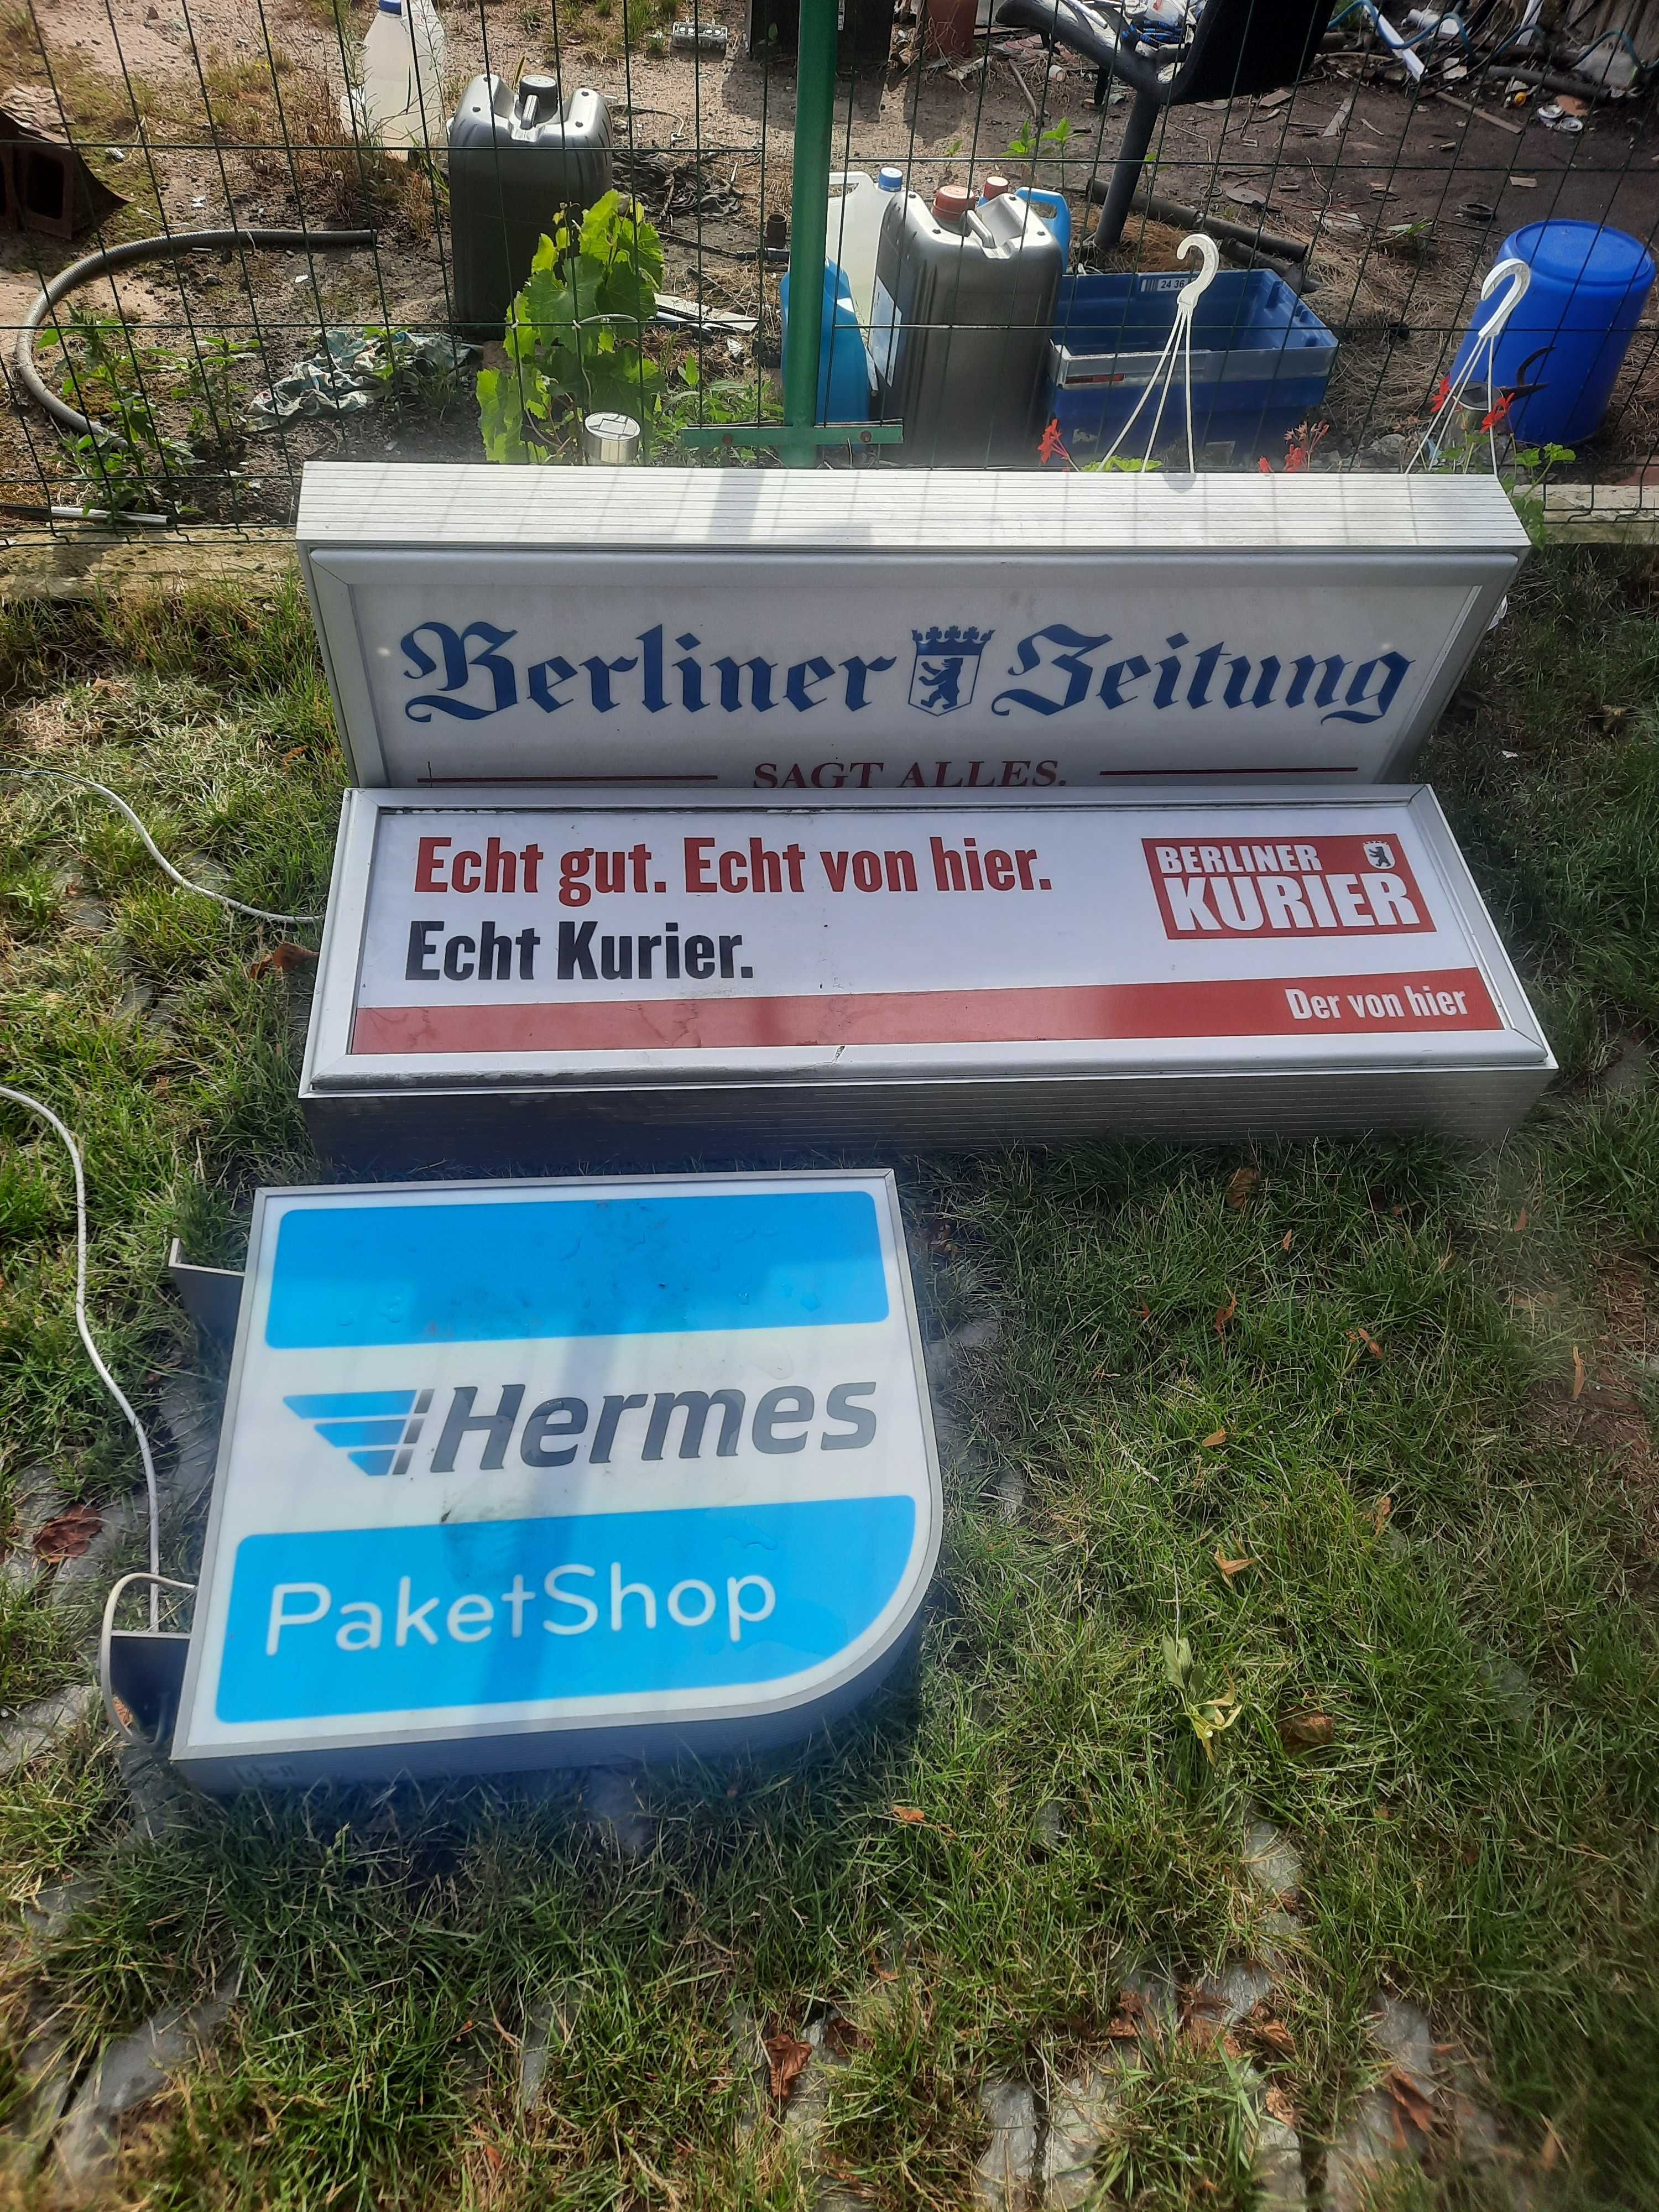 Berliner Zeitung
SAGT ALLES.
Echt gut. Echt von hier.
Echt Kurier.
BERLINER
KURIER
Der von hier
Hermes
PaketShop